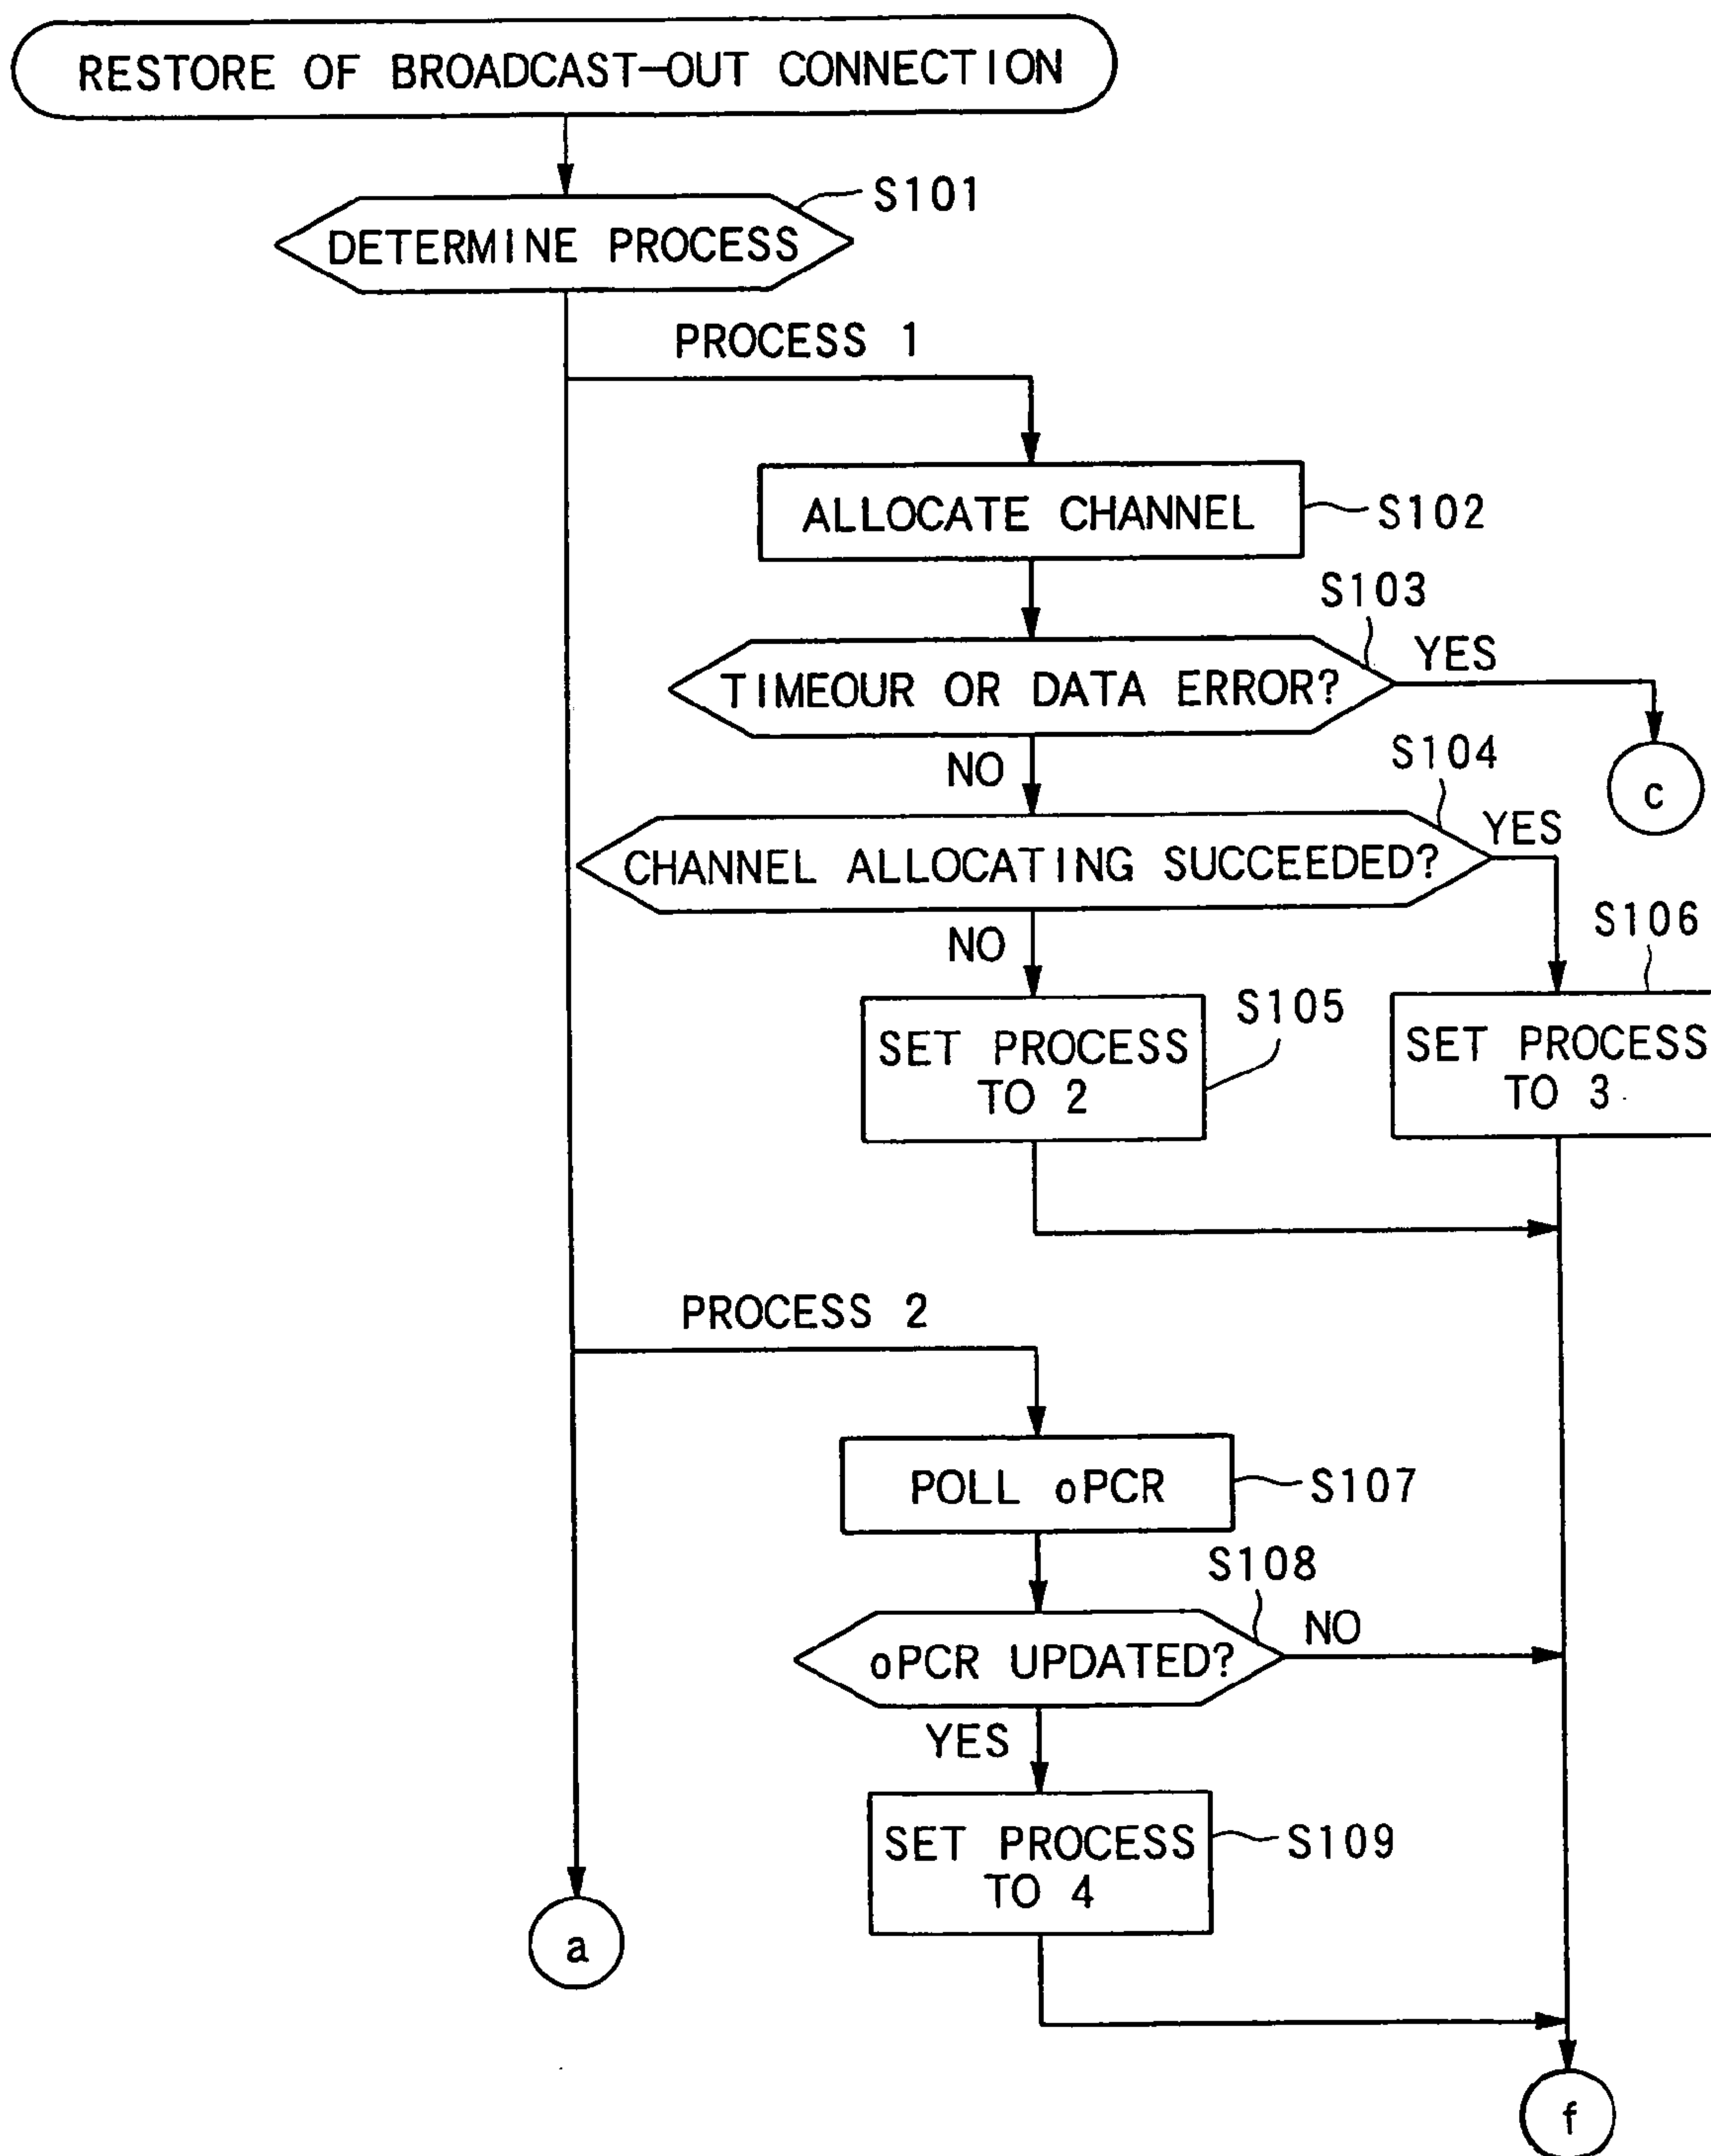 RESTORE OF BROADCAST-OUT CONNECTION
S101
DETERMINE PROCESS
PROCESS 1
ALLOCATE CHANNEL
S102
S103
TIMEOUR OR DATA ERROR?
YES
NO
c
S104
CHANNEL ALLOCATING SUCCEEDED?
YES
NO
S106
S105
SET PROCESS
TO 2
SET PROCESS
TO 3
PROCESS 2
POLL oPCR
S107
S108
oPCR UPDATED?
NO
YES
SET PROCESS
TO 4
S109
a
f